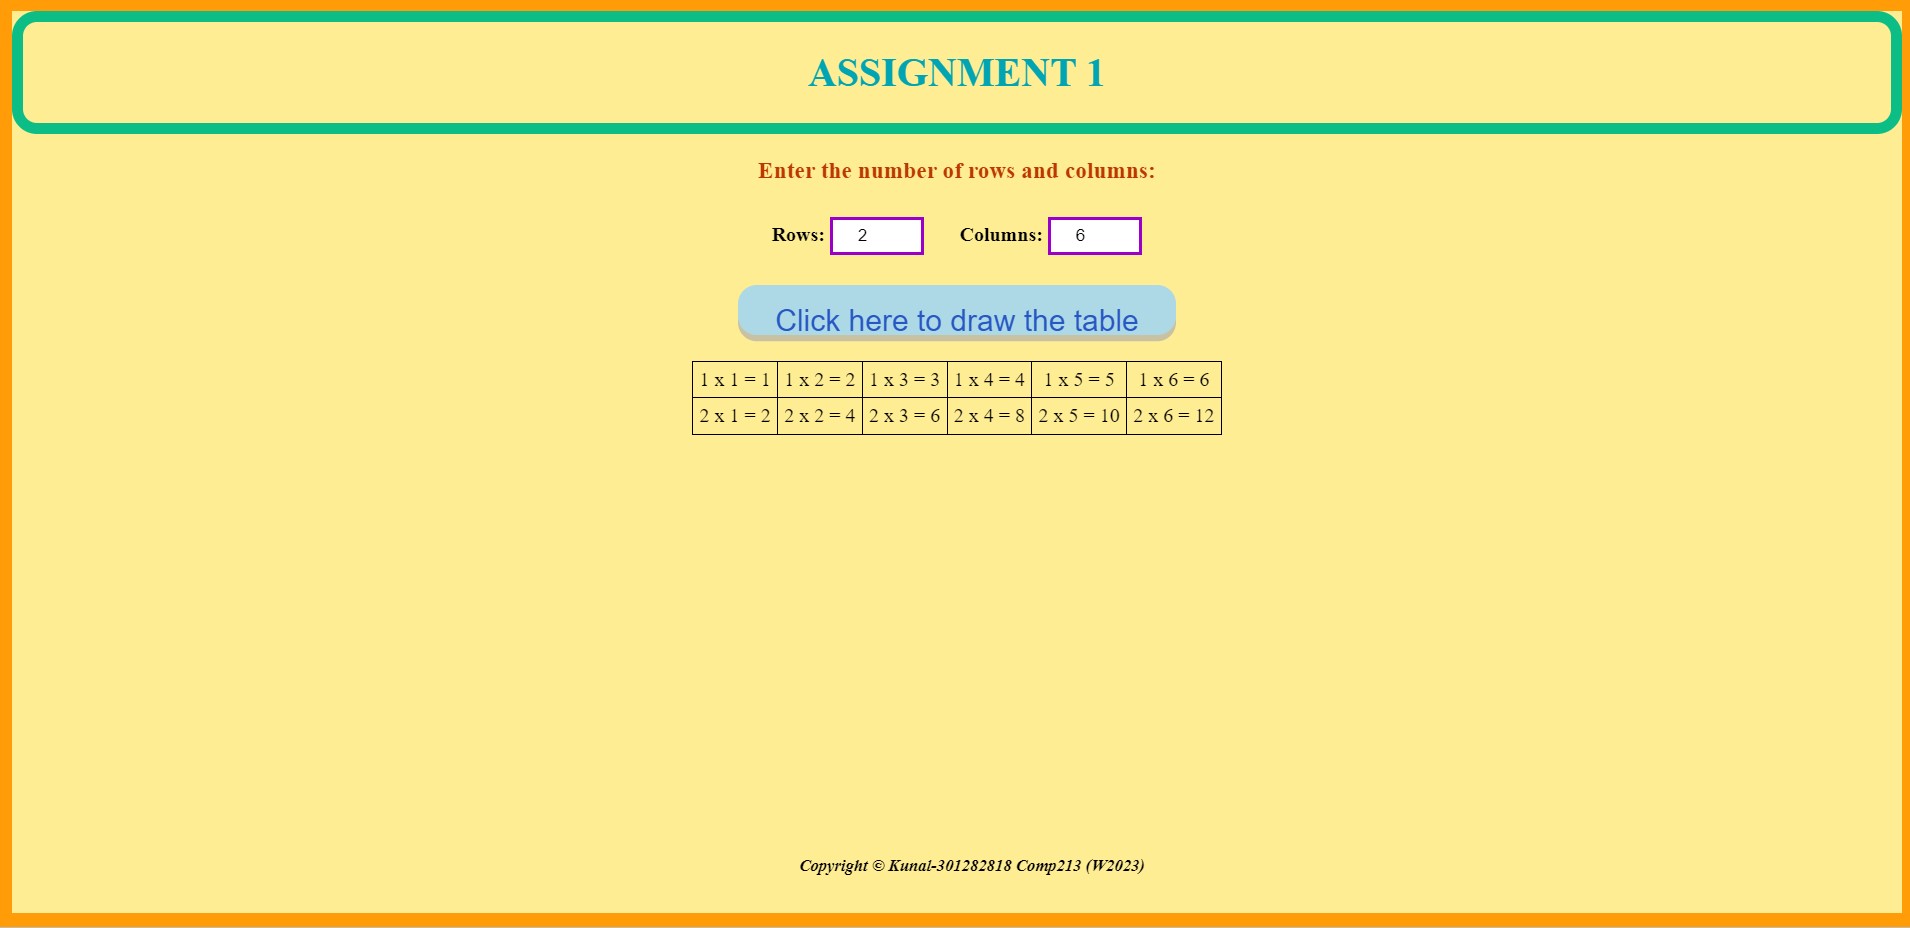 ASSIGNMENT 1
Enter the number of rows and columns:
Rows: 2 Columns: 6
Click here to draw the table
1 x 1 = 1 1 x 2 = 2 1 x 3 = 3 1 x 4 = 4 1 x 5 = 5 1 x 6 = 6
2 x 1 = 2 2 x 2 = 4 2 x 3 = 6 2 x 4 = 8 2 x 5 = 10 2 x 6 = 12
Copyright © Kunal-301282818 Comp213 (W2023)